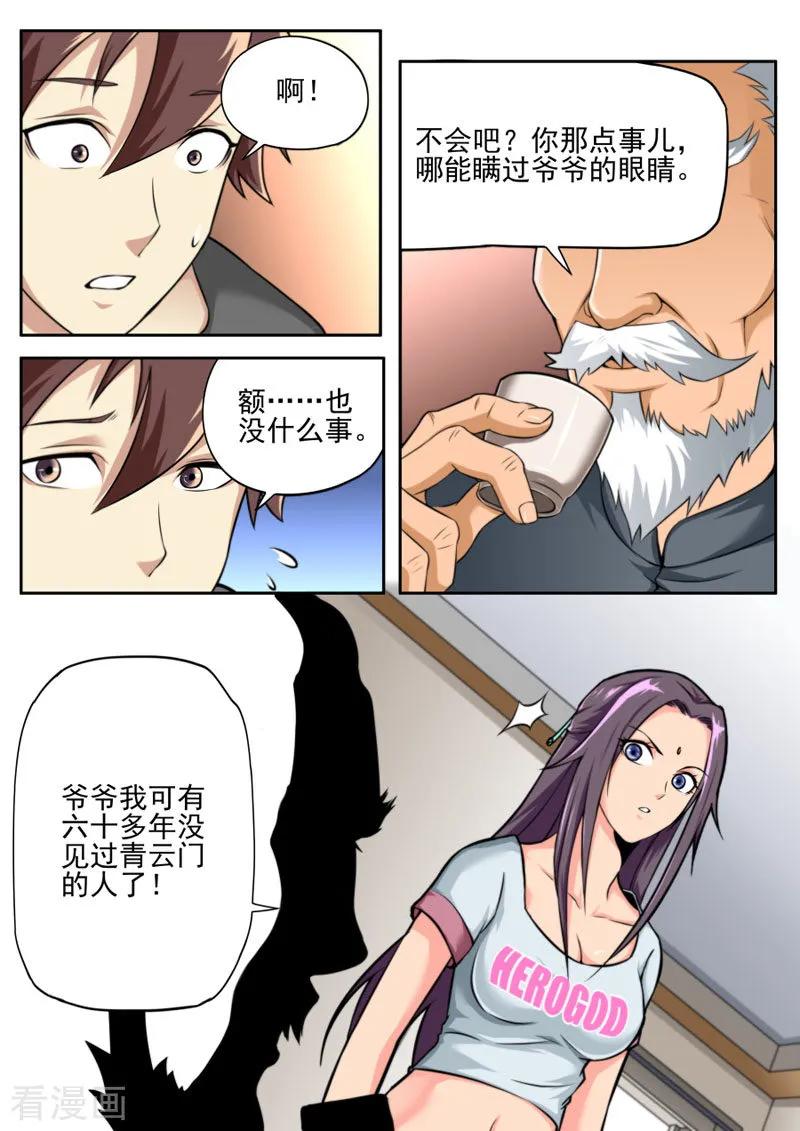 啊！
不会吧？你那点事儿，
哪能瞒过爷爷的眼睛。
额……也
没什么事。
爷爷我可有
六十多年没
见过青云门
的人了！
HEROGOD
看漫画